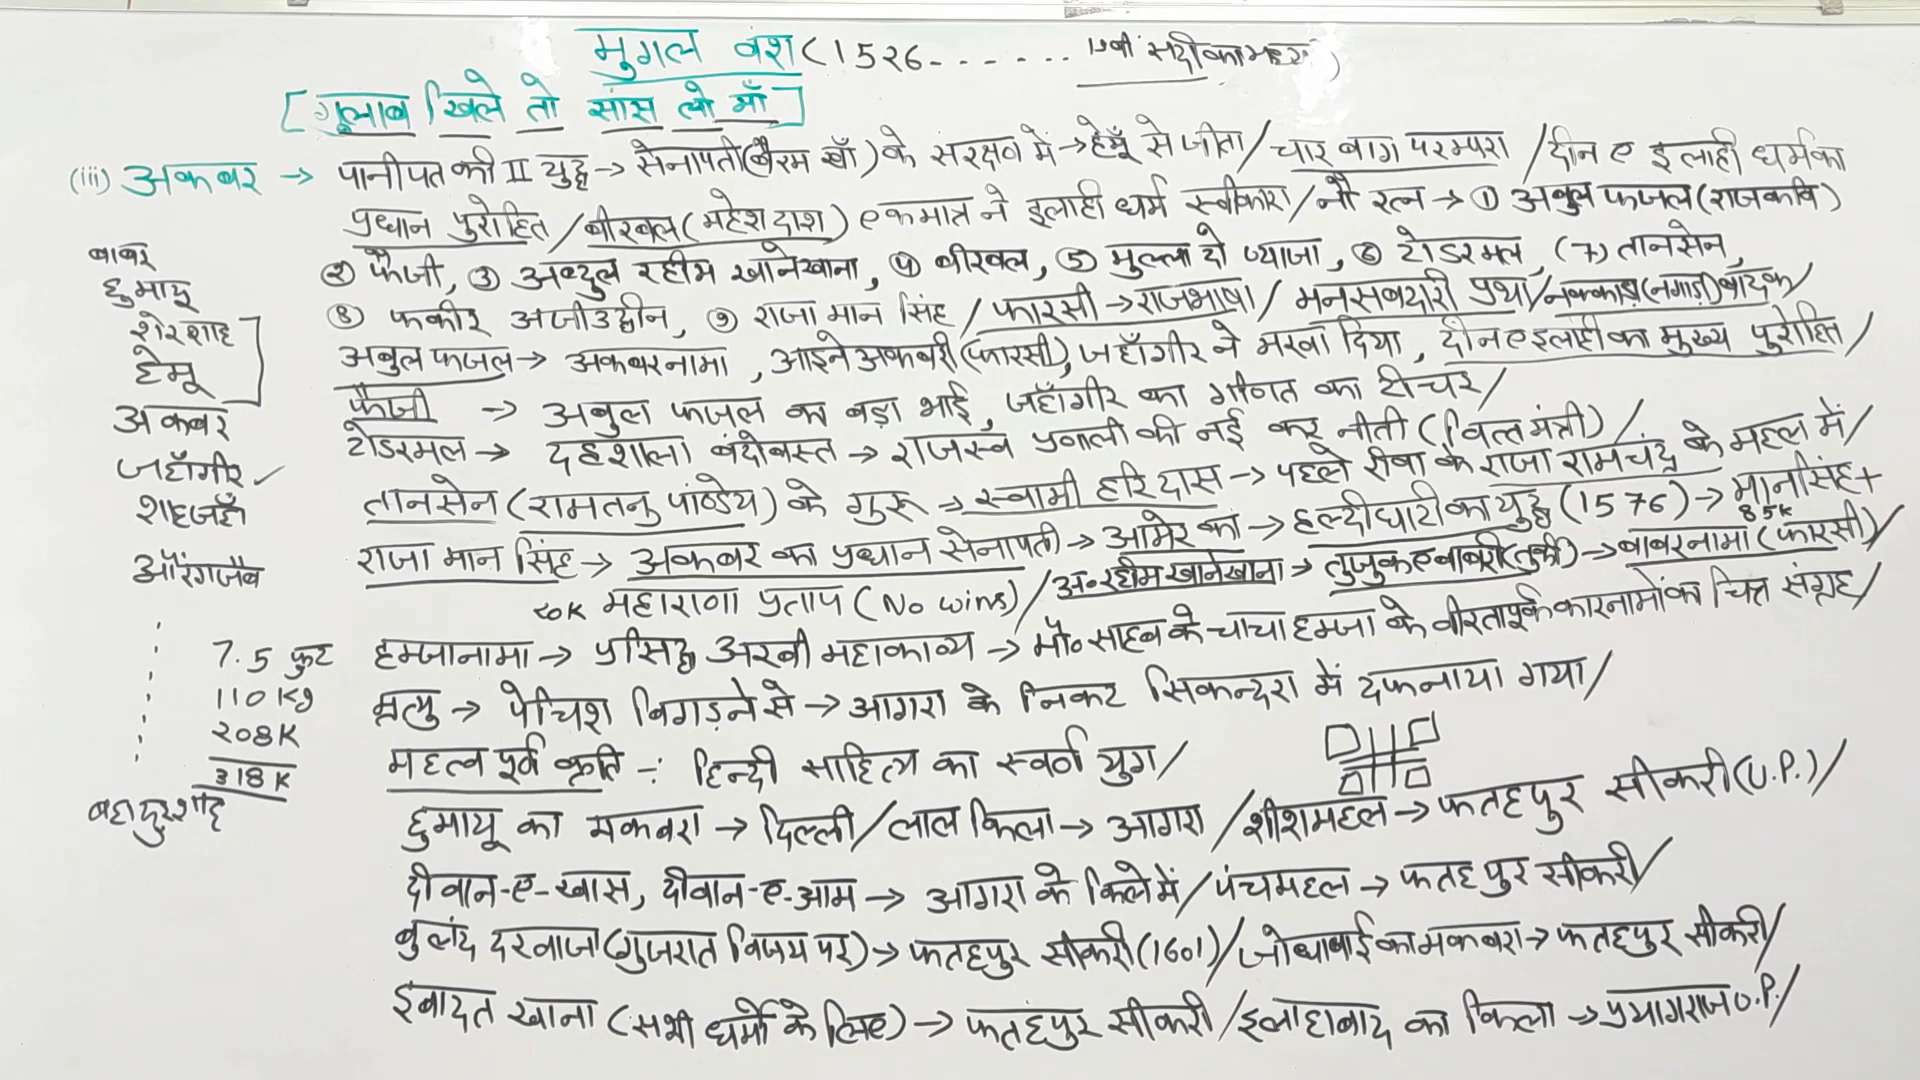 मुगल वंश (1526- - - - . . . 19वीं सदी का मध्य)
[गुलाब खिले तो सांस लो माँ]
(iii) अकबर → पानीपत की II युद्ध → सेनापती (बैरम खाँ) के संरक्षण में → हेमूँ से जीता / चार बाग परम्परा / दीन ए इलाही धर्म का
प्रधान पुरोहित / बीरबल (महेश दाश) एकमात्र ने इलाही धर्म स्वीकारा / नौ रत्न → ① अबुल फजल (राजकवि)
② फैजी, ③ अब्दुल रहीम खानेखाना, ④ बीरबल, ⑤ मुल्ला दो प्याजा, ⑥ टोडरमल, (7) तानसेन,
⑧ फकीर अजीउद्दीन, ⑨ राजा मान सिंह / फारसी → राजभाषा / मनसबदारी प्रथा / नक्काड़ा (नगाड़ा) वादक /
अबुल फजल → अकबरनामा, आइने अकबरी (फारसी), जहाँगीर ने मरवा दिया, दीन ए इलाही का मुख्य पुरोहित /
फैजी → अबुल फजल का बड़ा भाई, जहाँगीर का गणित का टीचर /
टोडरमल → दहशाला बंदोबस्त → राजस्व प्रणाली की नई कर नीती (वित्त मंत्री) /
तानसेन (रामतनु पांण्डेय) के गुरू → स्वामी हरिदास → पहले रीवा के राजा रामचंद्र के महल में /
राजा मान सिंह → अकबर का प्रधान सेनापती → आमेर का → हल्दीघाटी का युद्ध (1576) → मानसिंह +
85K
20K महाराणा प्रताप (No wins) / अ॰ रहीम खानेखाना → तुजुक ए बाबरी (तुर्की) → बाबरनामा (फारसी) /
हम्जानामा → प्रसिद्ध अरबी महाकाव्य → मो॰ साहब के चाचा हम्जा के वीरतापूर्वक कारनामों का चित्र संग्रह /
म्रत्यु → पेचिश बिगड़ने से → आगरा के निकट सिकन्दरा में दफनाया गया /
महत्व पूर्व कृति -: हिन्दी साहित्य का स्वर्ण युग /
हुमायू का मकबरा → दिल्ली / लाल किला → आगरा / शीशमहल → फतहपुर सीकरी (U.P.) /
दीवान-ए-खास, दीवान-ए-आम → आगरा के किले में / पंचमहल → फतहपुर सीकरी /
बुलंद दरवाजा (गुजरात विजय पर) → फतहपुर सीकरी (1601) / जोधाबाई का मकबरा → फतहपुर सीकरी /
इबादत खाना (सभी धर्मों के लिए) → फतहपुर सीकरी / इलाहाबाद का किला → प्रयागराज U.P. /
बाबर
हुमायू
शेरशाह
हेमू
अकबर
जहाँगीर ✓
शाहजहाँ
औरंगजेब
बहादुरशाह
7.5 फुट
110 Kg
208 K
318 K